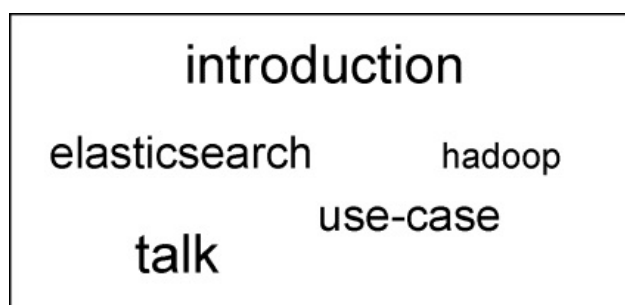 introduction
elasticsearch
hadoop
use-case
talk